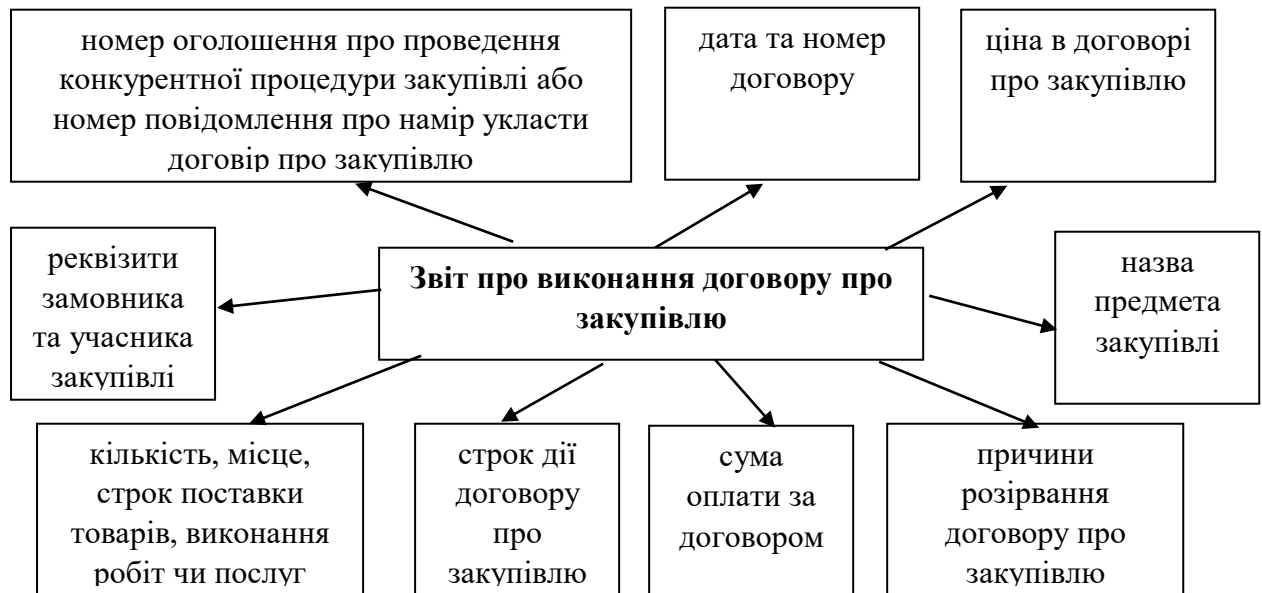 номер оголошення про проведення
конкурентної процедури закупівлі або
номер повідомлення про намір укласти
договір про закупівлю
дата та номер
договору
ціна в договорі
про закупівлю
реквізити
замовника
та учасника
закупівлі
Звіт про виконання договору про
закупівлю
назва
предмета
закупівлі
кількість, місце,
строк поставки
товарів, виконання
робіт чи послуг
строк дії
договору
про
закупівлю
сума
оплати за
договором
причини
розірвання
договору про
закупівлю